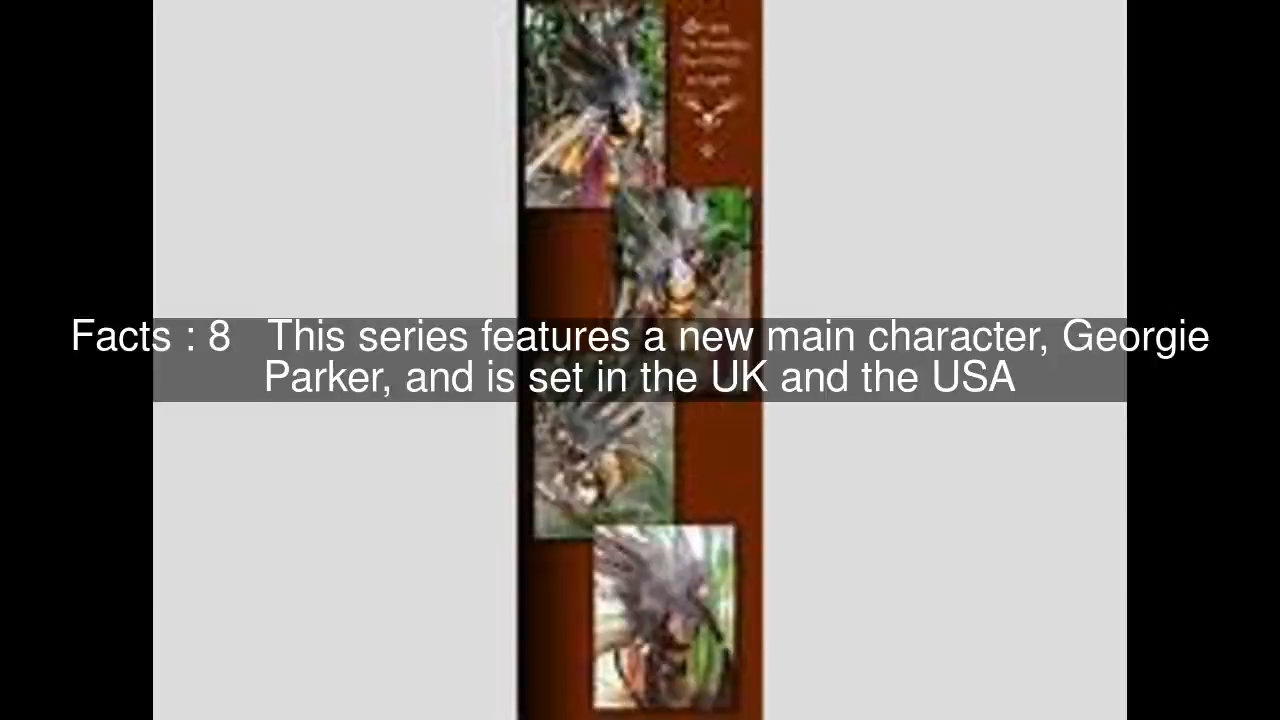 Facts : 8 This series features a new main character, Georgie
Parker, and is set in the UK and the USA